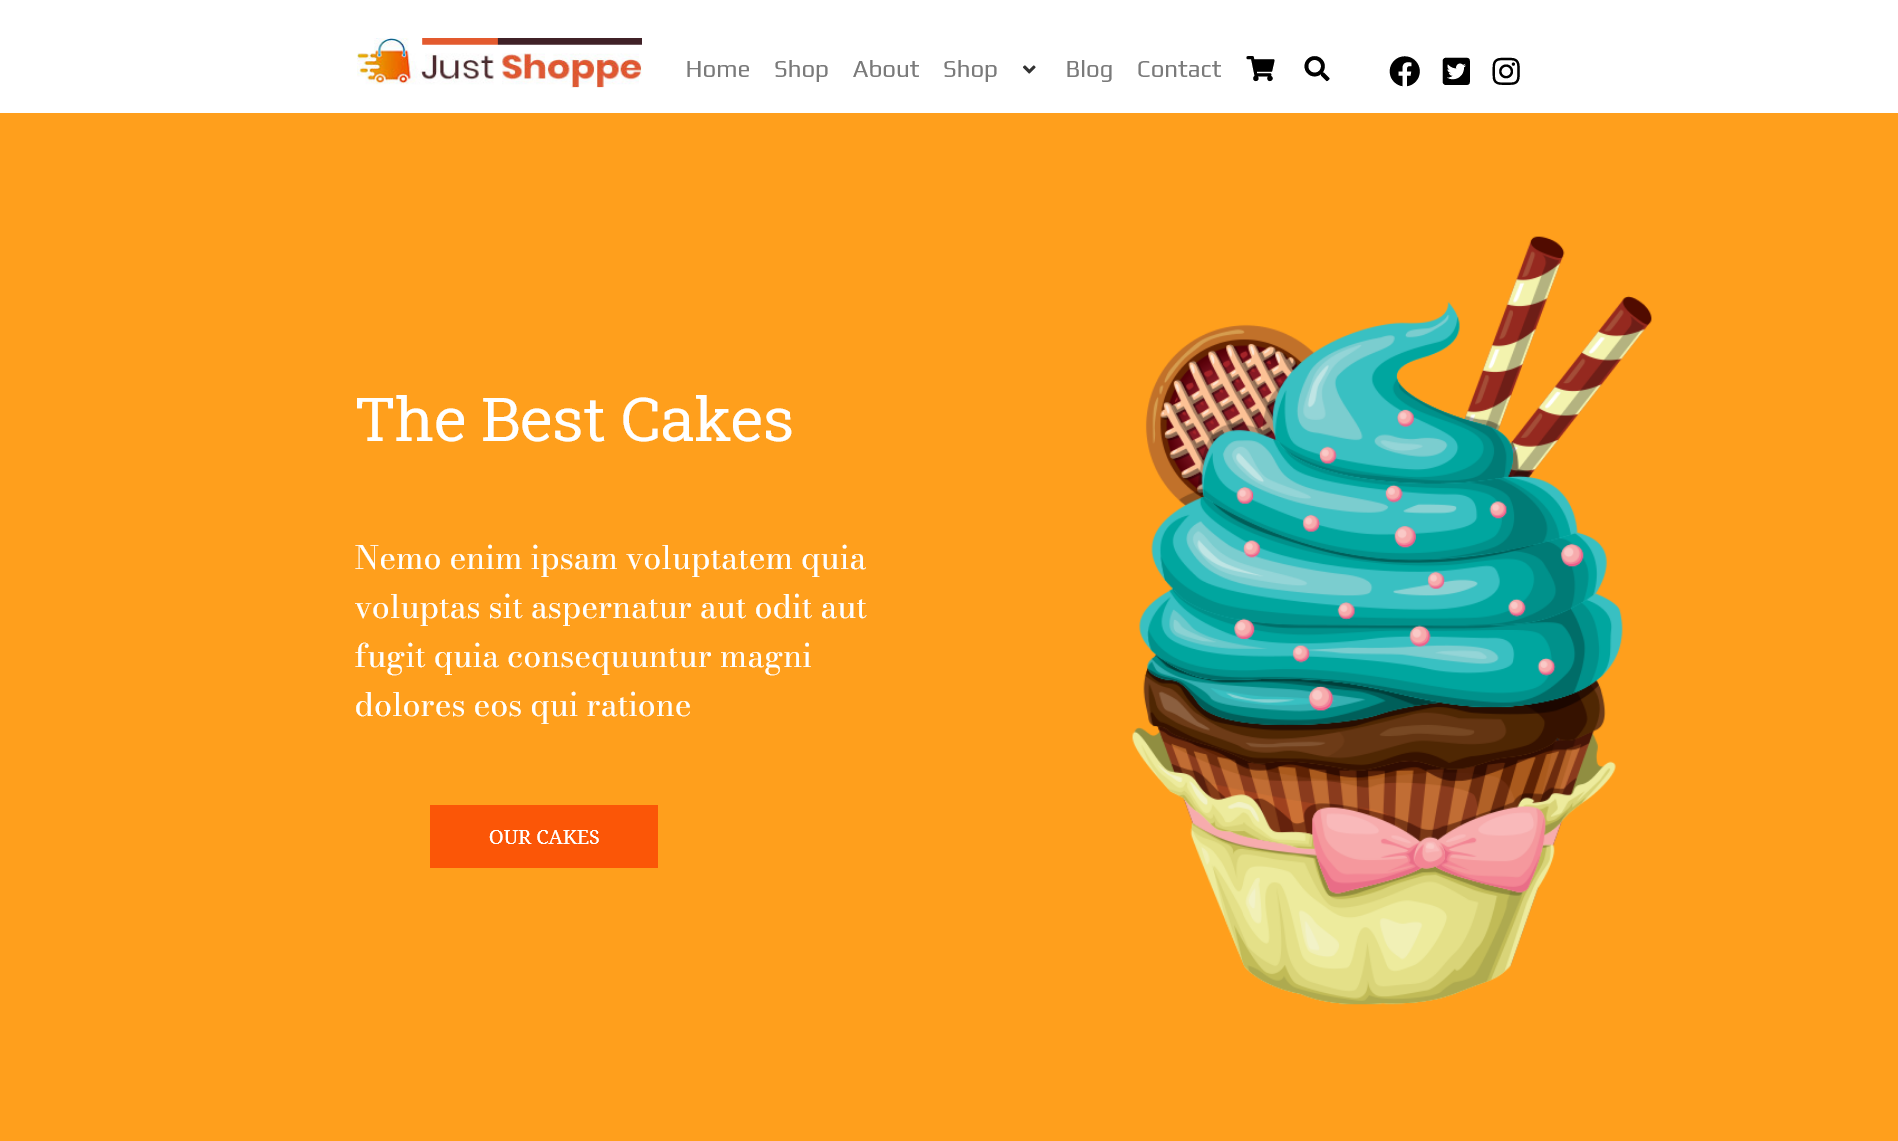 Just Shoppe
Home Shop About Shop Blog Contact
The Best Cakes
Nemo enim ipsam voluptatem quia
voluptas sit aspernatur aut odit aut
fugit quia consequuntur magni
dolores eos qui ratione
OUR CAKES